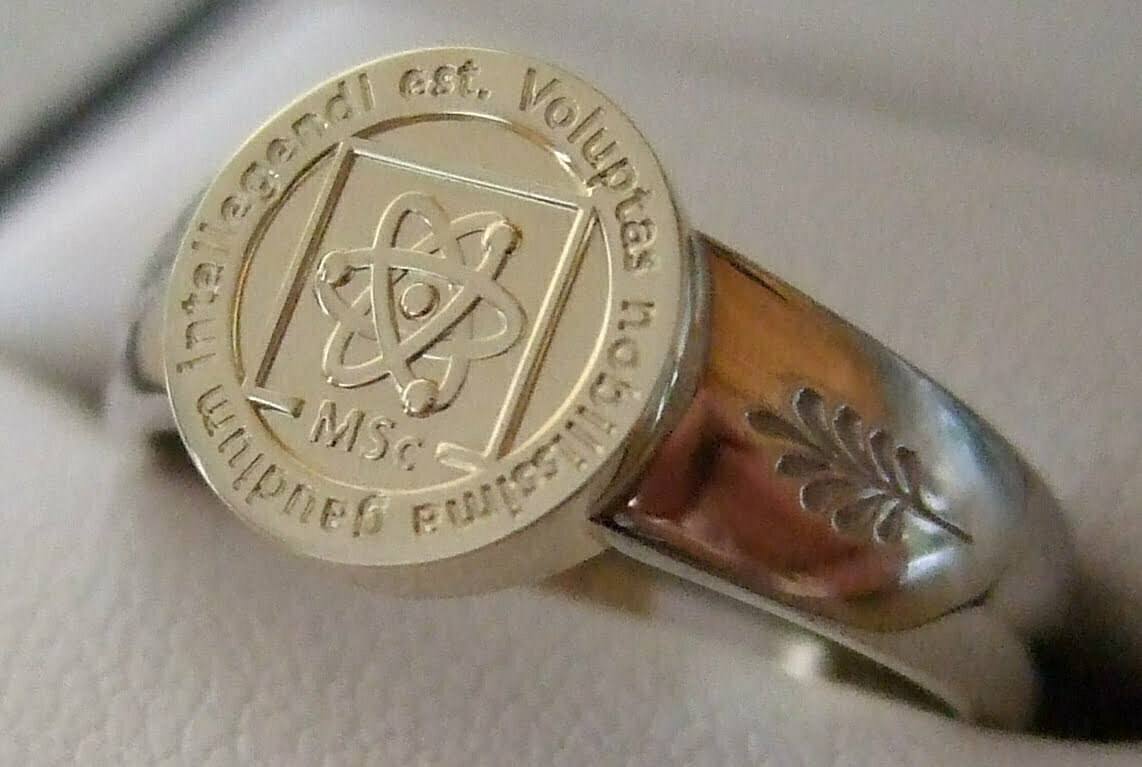 Voluptas nobilissima gaudium intellegendi est.
MSc